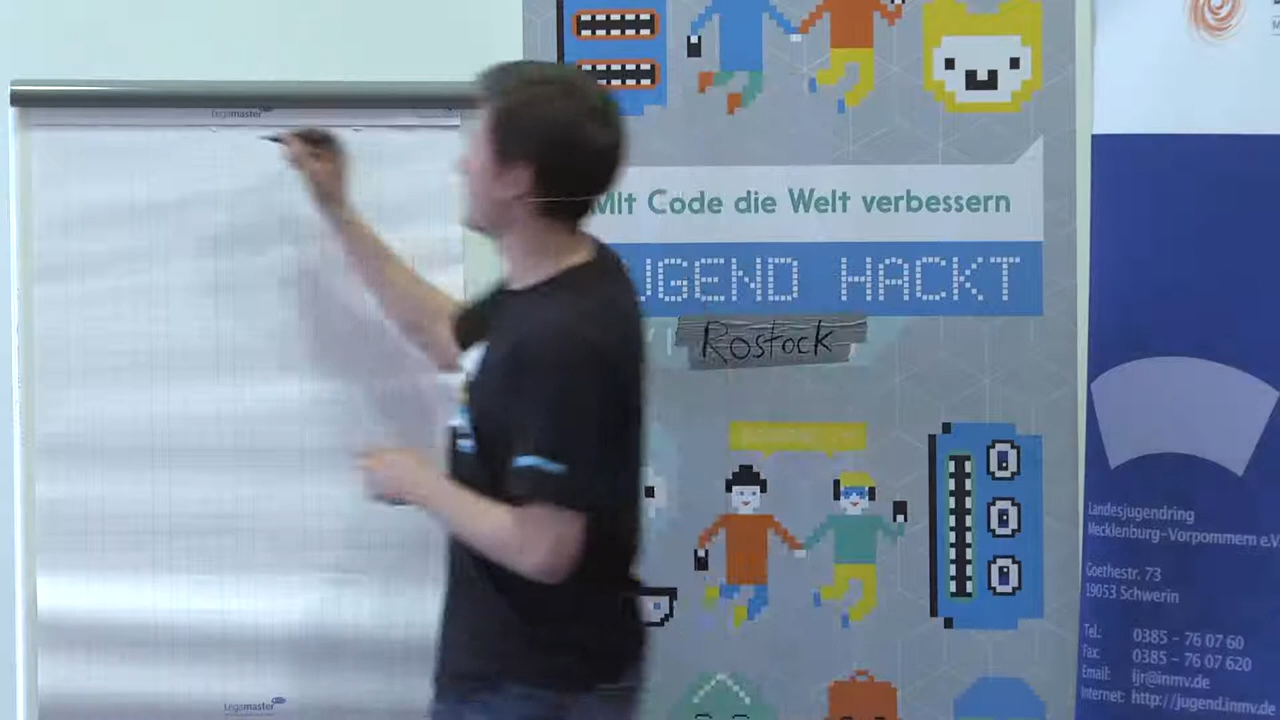 Legamaster
MIt Code die Welt verbessern
UGEND HACKT
Rostock
Landesjugendring
Mecklenburg-Vorpommern e.V.
Goethestr. 73
19053 Schwerin
Tel.: 0385 - 76 07 60
Fax: 0385 - 76 07 620
Email: ljr@inmv.de
Internet: http://jugend.inmv.de
Legamaster